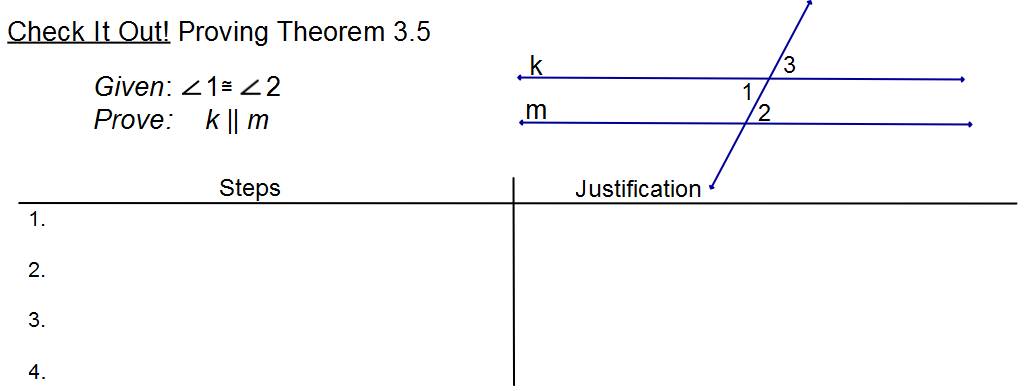 Check It Out! Proving Theorem 3.5
Given: ∠1≅ ∠2
Prove: k || m
k
3
1
m
2
Steps
Justification
1.
2.
3.
4.